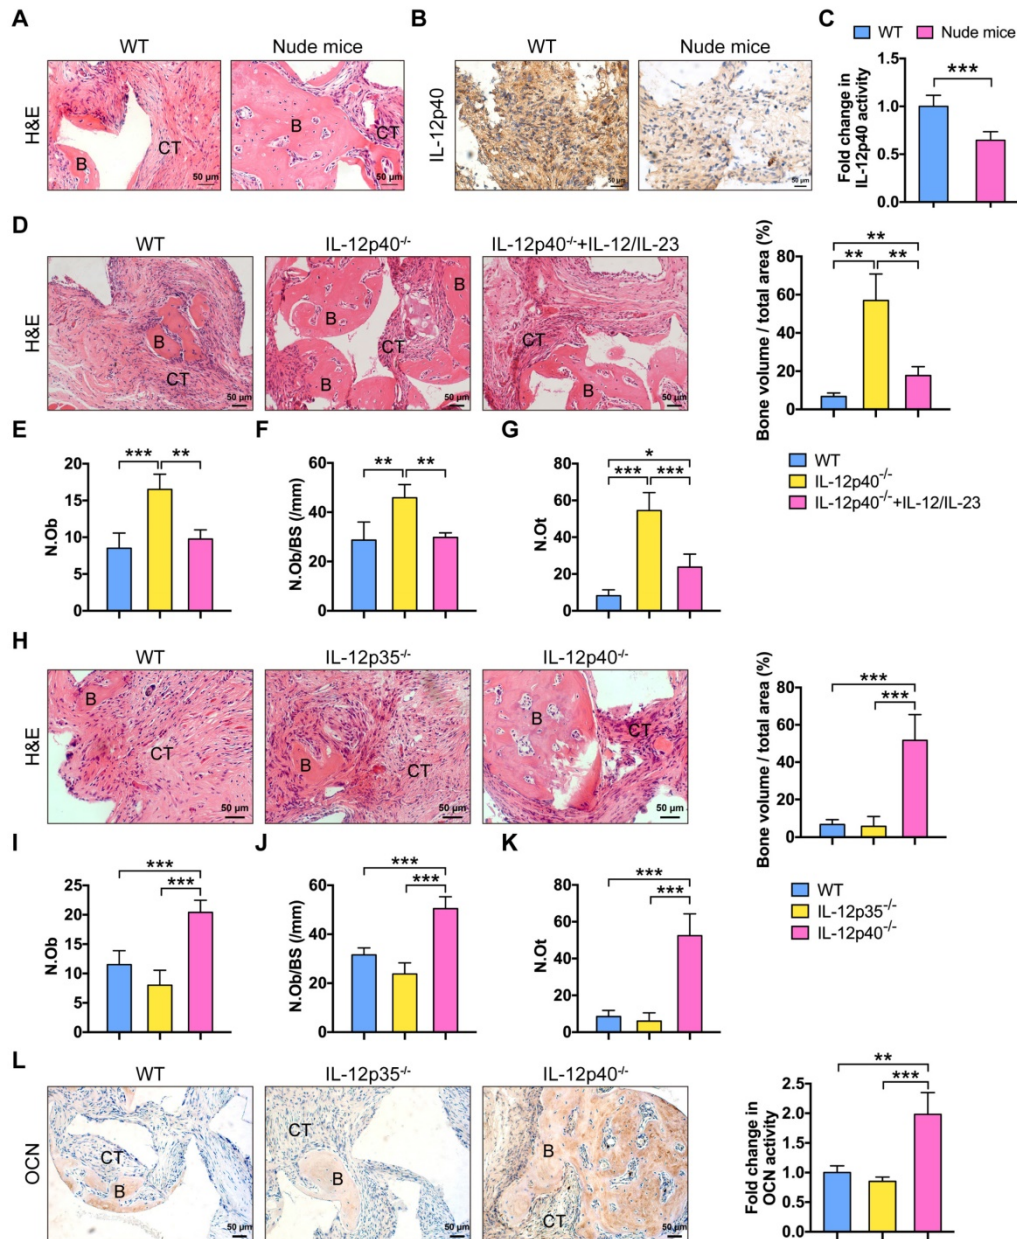 A
WT
Nude mice
H&E
B
CT
50 μm
B
CT
50 μm
B
WT
Nude mice
IL-12p40
50 μm
50 μm
C
WT
Nude mice
Fold change in
IL-12p40 activity
1.5
1.0
0.5
0.0
***
D
WT
IL-12p40-/-
IL-12p40-/-+IL-12/IL-23
H&E
B
CT
50 μm
B
CT
B
B
50 μm
CT
B
50 μm
Bone volume / total area (%)
80
60
40
20
0
**
**
**
WT
IL-12p40-/-
IL-12p40-/-+IL-12/IL-23
E
N.Ob
20
15
10
5
0
***
**
F
N.Ob/BS (/mm)
60
40
20
0
**
**
G
N.Ot
80
60
40
20
0
*
***
***
H
WT
IL-12p35-/-
IL-12p40-/-
H&E
B
CT
50 μm
B
CT
50 μm
B
CT
50 μm
Bone volume / total area (%)
80
60
40
20
0
***
***
WT
IL-12p35-/-
IL-12p40-/-
I
N.Ob
25
20
15
10
5
0
***
***
J
N.Ob/BS (/mm)
60
40
20
0
***
***
K
N.Ot
80
60
40
20
0
***
***
L
WT
IL-12p35-/-
IL-12p40-/-
OCN
CT
B
50 μm
CT
B
50 μm
B
CT
50 μm
Fold change in
OCN activity
2.5
2.0
1.5
1.0
0.5
0.0
**
***